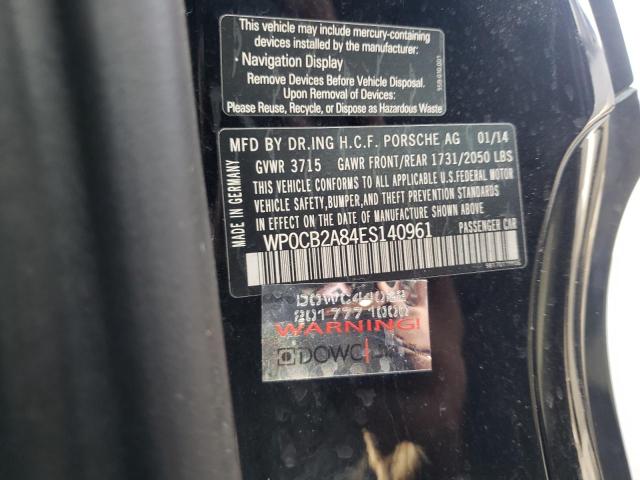 This vehicle may include mercury-containing
devices installed by the manufacturer:
· Navigation Display
Remove Devices Before Vehicle Disposal.
Upon Removal of Devices:
Please Reuse, Recycle, or Dispose as Hazardous Waste
958.010.001
MFD BY DR.ING H.C.F. PORSCHE AG 01/14
GVWR 3715 GAWR FRONT/REAR 1731/2050 LBS
THIS VEHICLE CONFORMS TO ALL APPLICABLE U.S.FEDERAL MOTOR
VEHICLE SAFETY,BUMPER,AND THEFT PREVENTION STANDARDS
IN EFFECT ON THE DATE OF MANUFACTURE SHOWN ABOVE
WP0CB2A84ES140961 PASSENGER CAR
MADE IN GERMANY
201 777 1000
WARNING!
DOWC